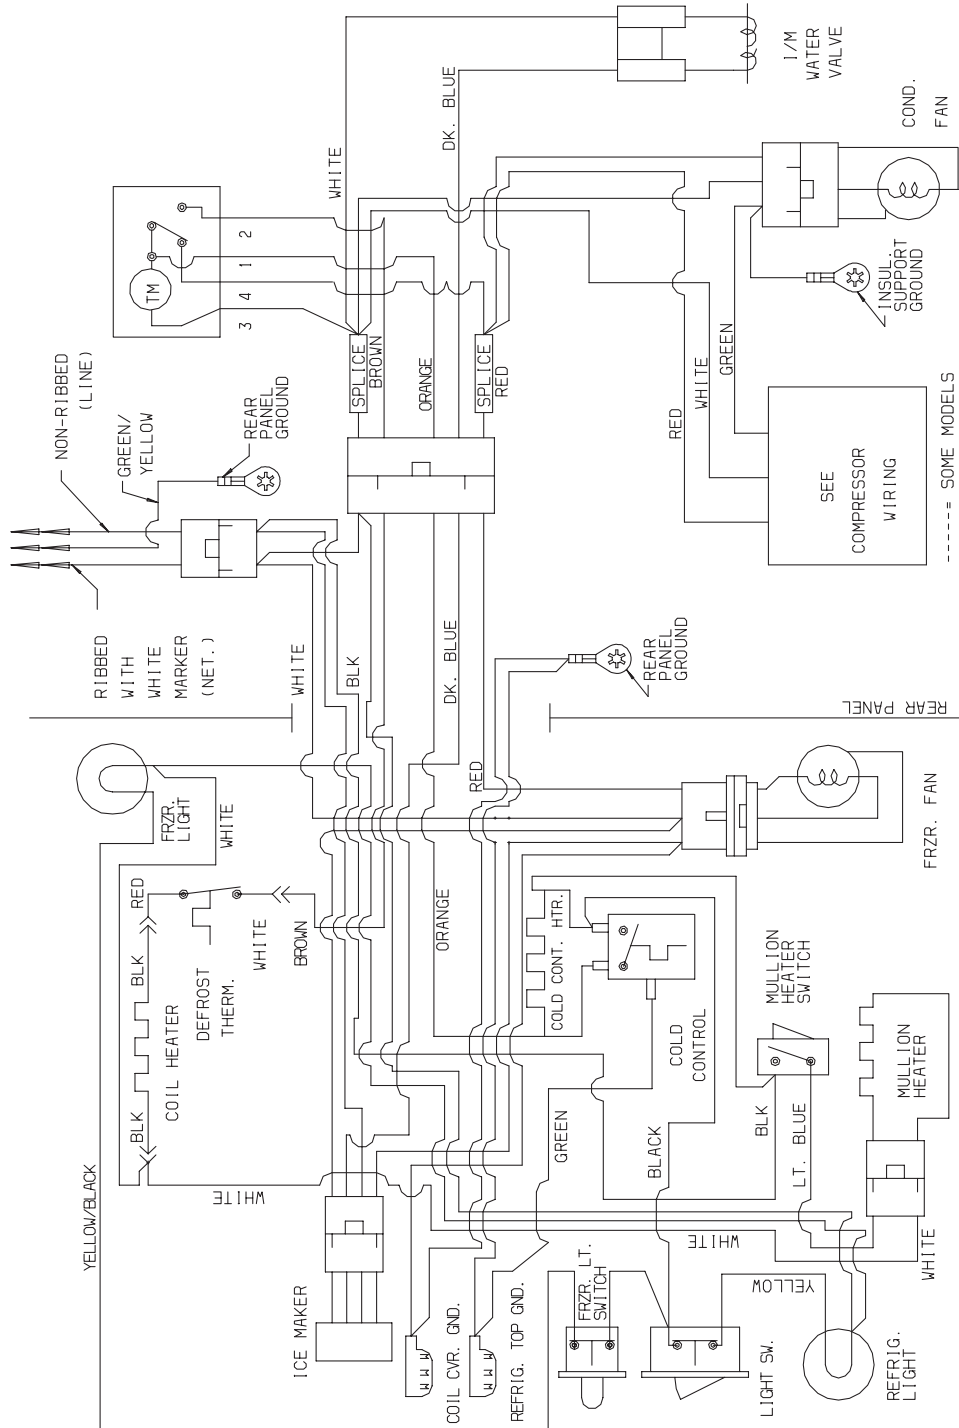 WHITE
DK. BLUE
I/M
WATER
VALVE
COND.
FAN
TM
3 4 1 2
NON-RIBBED
(LINE)
GREEN/
YELLOW
REAR
PANEL
GROUND
SPLICE
BROWN
ORANGE
SPLICE
RED
INSUL.
SUPPORT
GROUND
RED
WHITE
GREEN
SEE
COMPRESSOR
WIRING
------= SOME MODELS
RIBBED
WITH
WHITE
MARKER
(NET.)
WHITE
BLK
DK. BLUE
REAR
PANEL
GROUND
REAR PANEL
FRZR.
LIGHT
WHITE
RED
FRZR. FAN
RED
BLK
DEFROST
THERM.
WHITE
BROWN
ORANGE
COLD CONT. HTR.
COLD
CONTROL
MULLION
HEATER
SWITCH
MULLION
HEATER
COIL HEATER
BLK
WHITE
GREEN
BLACK
BLK
LT. BLUE
YELLOW/BLACK
WHITE
WHITE
YELLOW
ICE MAKER
COIL CVR. GND.
REFRIG. TOP GND.
FRZR. LT.
SWITCH
LIGHT SW.
REFRIG.
LIGHT